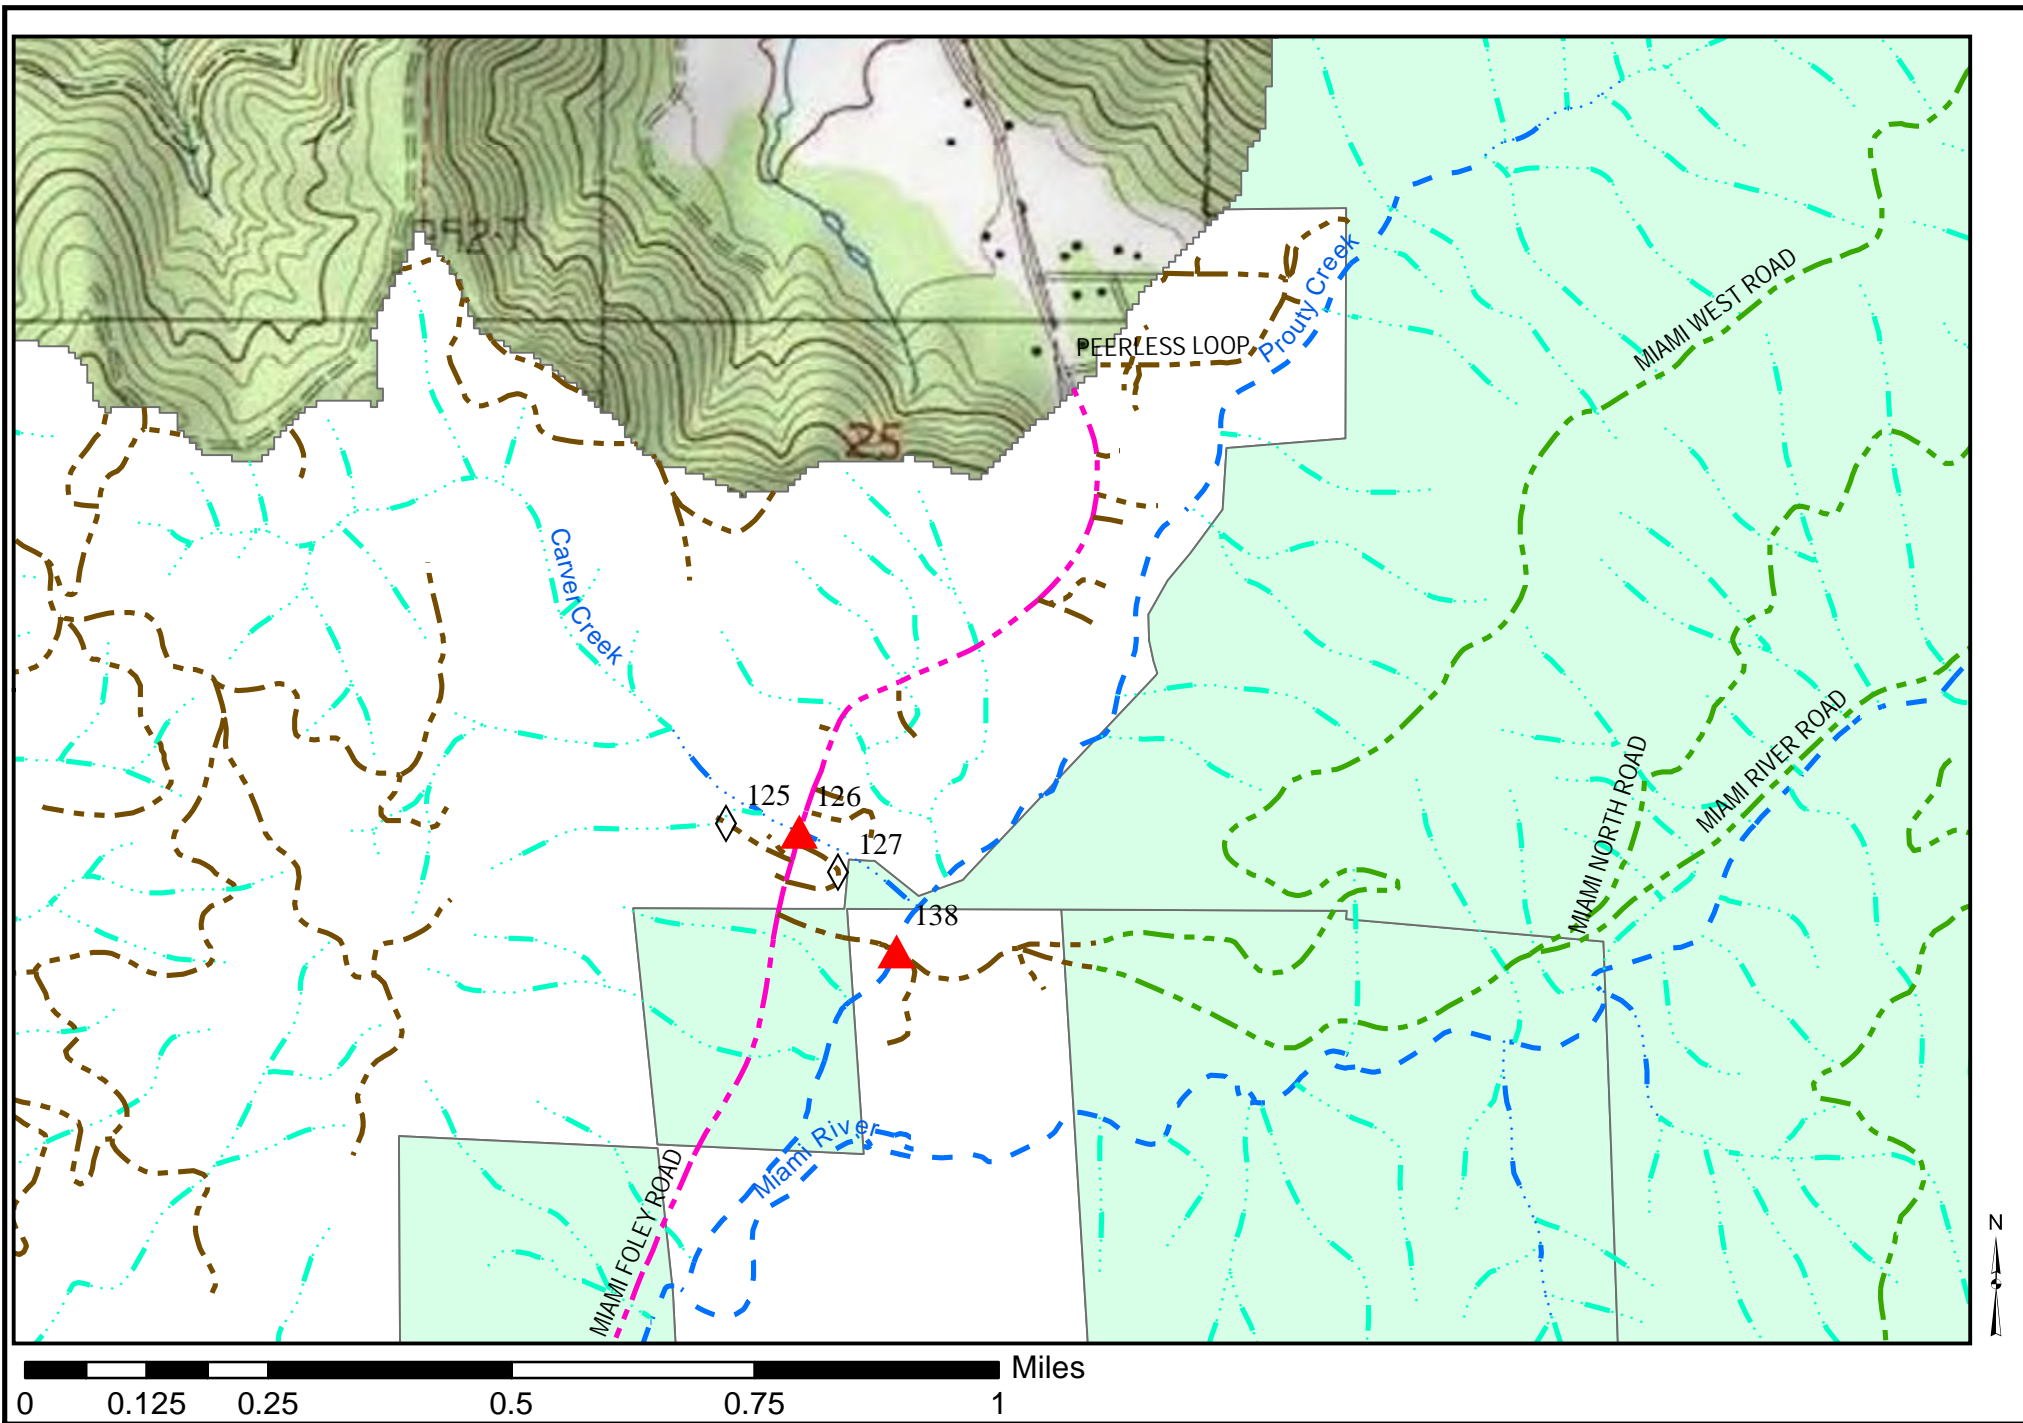 25
PEERLESS LOOP
Prouty Creek
MIAMI WEST ROAD
Carver Creek
MIAMI NORTH ROAD
MIAMI RIVER ROAD
125
126
127
138
Miami River
MIAMI FOLEY ROAD
N
Miles
0
0.125
0.25
0.5
0.75
1